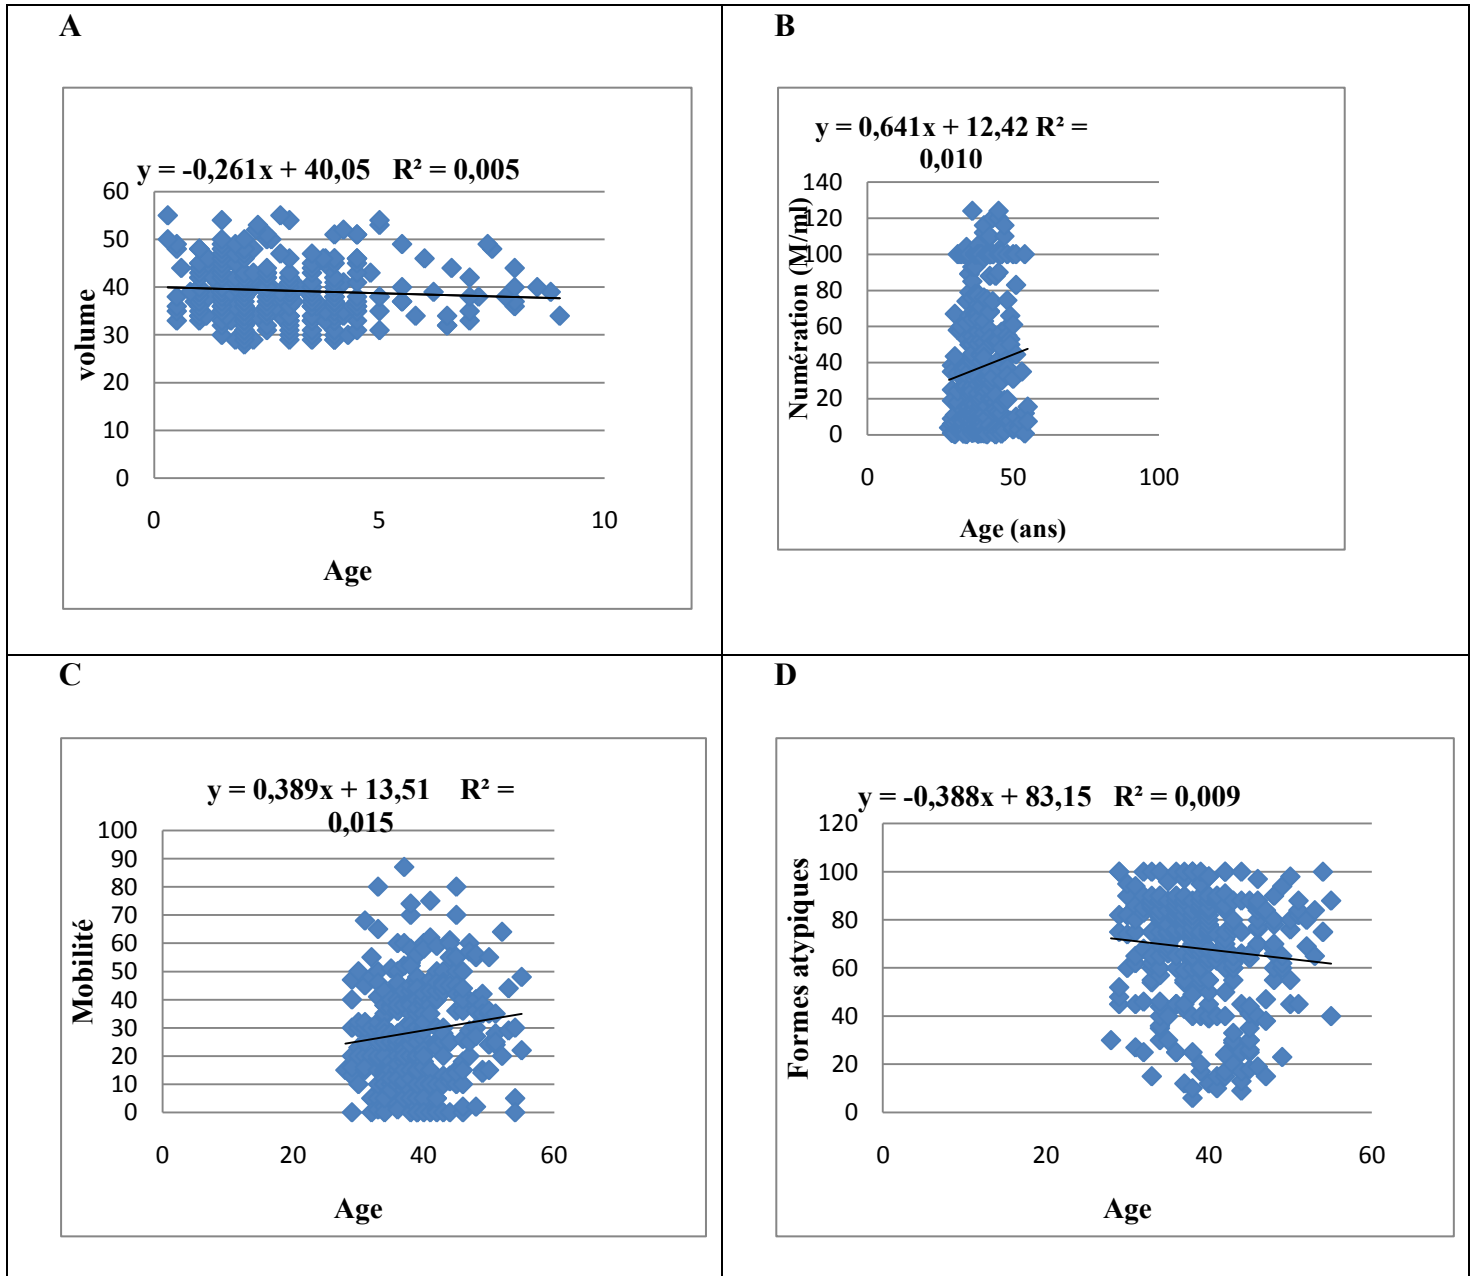 A
y = -0,261x + 40,05 R² = 0,005
60
50
40
30
20
10
0
0 5 10
volume
Age
B
y = 0,641x + 12,42 R² =
0,010
140
120
100
80
60
40
20
0
0 50 100
Numération (M/ml)
Age (ans)
C
y = 0,389x + 13,51 R² =
0,015
100
90
80
70
60
50
40
30
20
10
0
0 20 40 60
Mobilité
Age
D
y = -0,388x + 83,15 R² = 0,009
120
100
80
60
40
20
0
0 20 40 60
Formes atypiques
Age